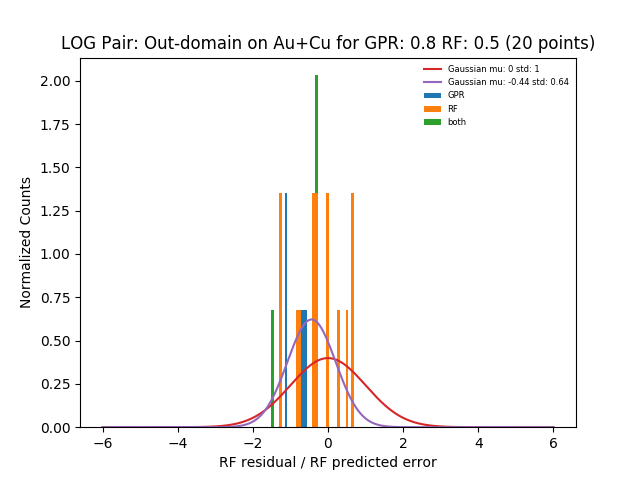 LOG Pair: Out-domain on Au+Cu for GPR: 0.8 RF: 0.5 (20 points)
Gaussian mu: 0 std: 1
Gaussian mu: -0.44 std: 0.64
GPR
RF
both
Normalized Counts
2.00
1.75
1.50
1.25
1.00
0.75
0.50
0.25
0.00
−6 −4 −2 0 2 4 6
RF residual / RF predicted error